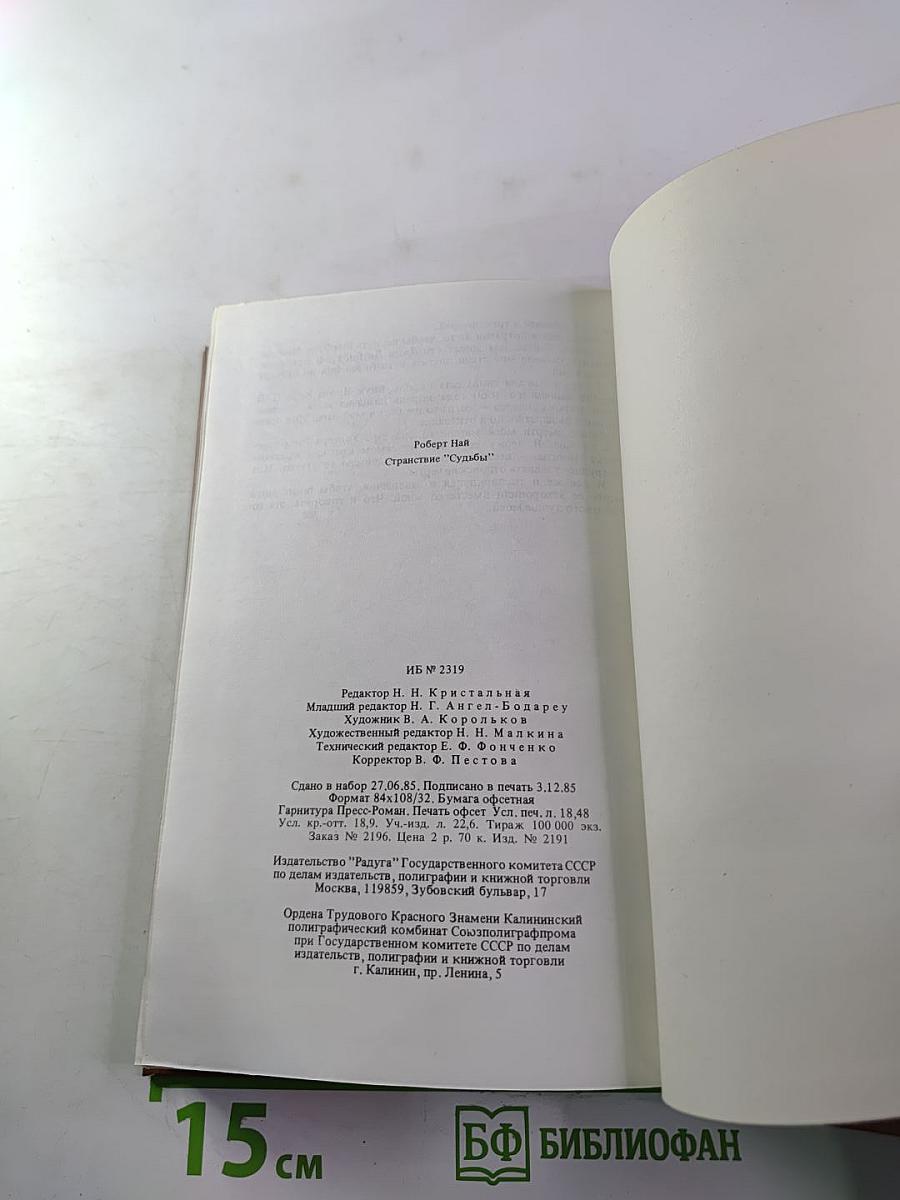 Роберт Най
Странствие "Судьбы"
ИБ № 2319
Редактор Н. Н. Кристальная
Младший редактор Н. Г. Ангел-Бодареу
Художник В. А. Корольков
Художественный редактор Н. Н. Малкина
Технический редактор Е. Ф. Фонченко
Корректор В. Ф. Пестова
Сдано в набор 27.06.85. Подписано в печать 3.12.85
Формат 84х108/32. Бумага офсетная
Гарнитура Пресс-Роман. Печать офсет Усл. печ. л. 18,48
Усл. кр.-отт. 18,9. Уч.-изд. л. 22,6. Тираж 100 000 экз.
Заказ № 2196. Цена 2 р. 70 к. Изд. № 2191
Издательство "Радуга" Государственного комитета СССР
по делам издательств, полиграфии и книжной торговли
Москва, 119859, Зубовский бульвар, 17
Ордена Трудового Красного Знамени Калининский
полиграфический комбинат Союзполиграфпрома
при Государственном комитете СССР по делам
издательств, полиграфии и книжной торговли
г. Калинин, пр. Ленина, 5
15 см
БФ БИБЛИОФАН